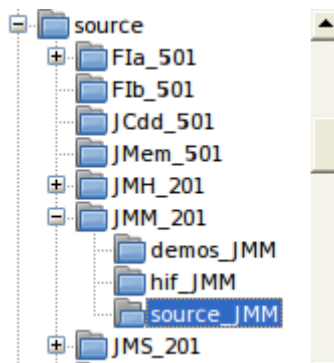 source
FIa_501
FIb_501
JCdd_501
JMem_501
JMH_201
JMM_201
demos_JMM
hif_JMM
source_JMM
JMS_201